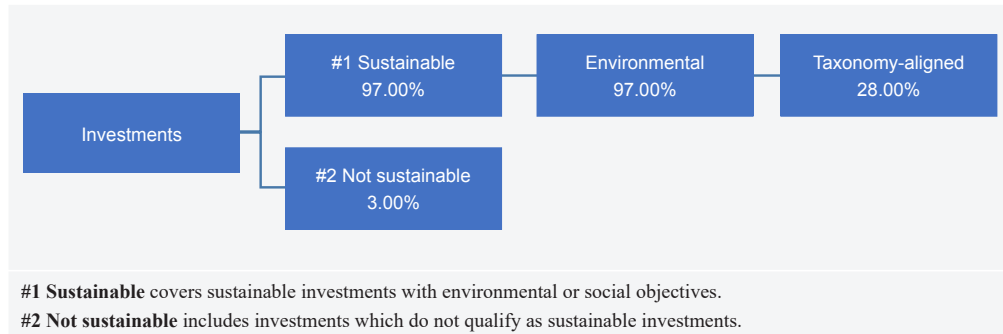 #1 Sustainable
97.00%
Environmental
97.00%
Taxonomy-aligned
28.00%
Investments
#2 Not sustainable
3.00%
#1 Sustainable covers sustainable investments with environmental or social objectives.
#2 Not sustainable includes investments which do not qualify as sustainable investments.